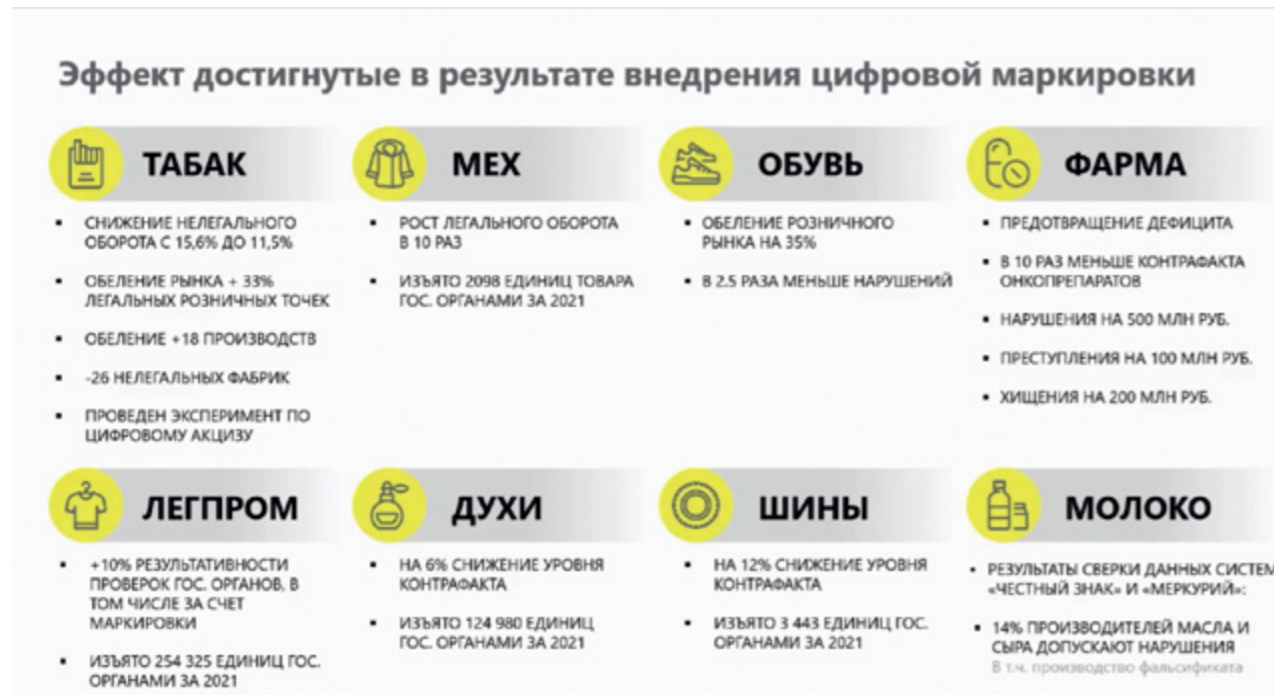 Эффект достигнутые в результате внедрения цифровой маркировки
ТАБАК
▪ СНИЖЕНИЕ НЕЛЕГАЛЬНОГО
ОБОРОТА С 15,6% ДО 11,5%
▪ ОБЕЛЕНИЕ РЫНКА + 33%
ЛЕГАЛЬНЫХ РОЗНИЧНЫХ ТОЧЕК
▪ ОБЕЛЕНИЕ +18 ПРОИЗВОДСТВ
▪ -26 НЕЛЕГАЛЬНЫХ ФАБРИК
▪ ПРОВЕДЕН ЭКСПЕРИМЕНТ ПО
ЦИФРОВОМУ АКЦИЗУ
МЕХ
▪ РОСТ ЛЕГАЛЬНОГО ОБОРОТА
В 10 РАЗ
▪ ИЗЪЯТО 2098 ЕДИНИЦ ТОВАРА
ГОС. ОРГАНАМИ ЗА 2021
ОБУВЬ
▪ ОБЕЛЕНИЕ РОЗНИЧНОГО
РЫНКА НА 35%
▪ В 2.5 РАЗА МЕНЬШЕ НАРУШЕНИЙ
ФАРМА
▪ ПРЕДОТВРАЩЕНИЕ ДЕФИЦИТА
▪ В 10 РАЗ МЕНЬШЕ КОНТРАФАКТА
ОНКОПРЕПАРАТОВ
▪ НАРУШЕНИЯ НА 500 МЛН РУБ.
▪ ПРЕСТУПЛЕНИЯ НА 100 МЛН РУБ.
▪ ХИЩЕНИЯ НА 200 МЛН РУБ.
ЛЕГПРОМ
▪ +10% РЕЗУЛЬТАТИВНОСТИ
ПРОВЕРОК ГОС. ОРГАНОВ, В
ТОМ ЧИСЛЕ ЗА СЧЕТ
МАРКИРОВКИ
▪ ИЗЪЯТО 254 325 ЕДИНИЦ ГОС.
ОРГАНАМИ ЗА 2021
ДУХИ
▪ НА 6% СНИЖЕНИЕ УРОВНЯ
КОНТРАФАКТА
▪ ИЗЪЯТО 124 980 ЕДИНИЦ
ГОС. ОРГАНАМИ ЗА 2021
ШИНЫ
▪ НА 12% СНИЖЕНИЕ УРОВНЯ
КОНТРАФАКТА
▪ ИЗЪЯТО 3 443 ЕДИНИЦ ГОС.
ОРГАНАМИ ЗА 2021
МОЛОКО
▪ РЕЗУЛЬТАТЫ СВЕРКИ ДАННЫХ СИСТЕМ
«ЧЕСТНЫЙ ЗНАК» И «МЕРКУРИЙ»:
▪ 14% ПРОИЗВОДИТЕЛЕЙ МАСЛА И
СЫРА ДОПУСКАЮТ НАРУШЕНИЯ
В т.ч. производство фальсификата